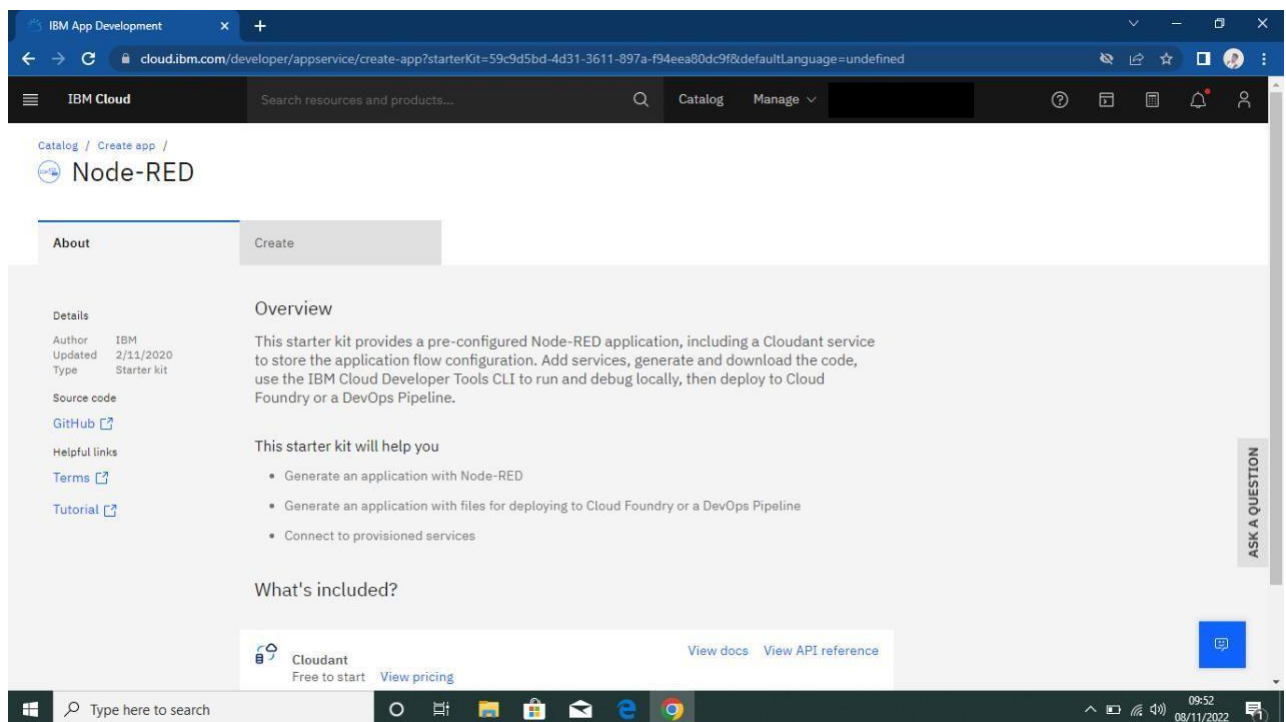 IBM App Development
cloud.ibm.com/developer/appservice/create-app?starterKit=59c9d5bd-4d31-3611-897a-f94eea80dc9f&defaultLanguage=undefined
IBM Cloud Search resources and products... Catalog Manage
Catalog / Create app /
Node-RED
About Create
Details
Author IBM
Updated 2/11/2020
Type Starter kit
Source code
GitHub
Helpful links
Terms
Tutorial
Overview
This starter kit provides a pre-configured Node-RED application, including a Cloudant service
to store the application flow configuration. Add services, generate and download the code,
use the IBM Cloud Developer Tools CLI to run and debug locally, then deploy to Cloud
Foundry or a DevOps Pipeline.
This starter kit will help you
• Generate an application with Node-RED
• Generate an application with files for deploying to Cloud Foundry or a DevOps Pipeline
• Connect to provisioned services
What's included?
Cloudant View docs View API reference
Free to start View pricing
ASK A QUESTION
Type here to search
09:52
08/11/2022
1